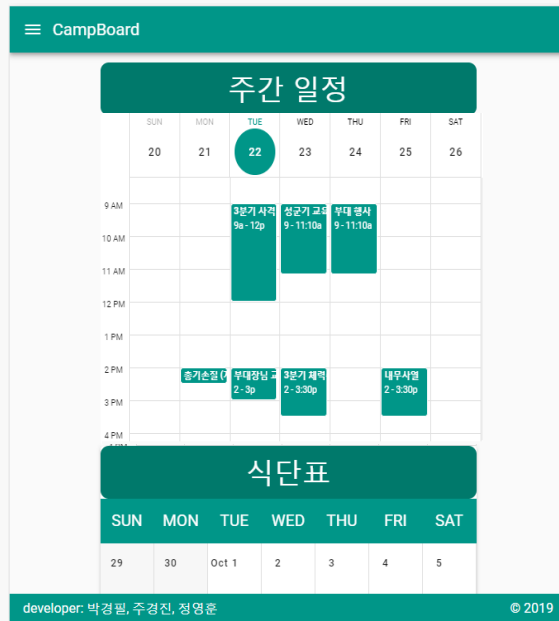 CampBoard
주간 일정
SUN MON TUE WED THU FRI SAT
20 21 22 23 24 25 26
9 AM
3분기 사격 성군기 교육 부대 행사
9a - 12p 9 - 11:10a 9 - 11:10a
10 AM
11 AM
12 PM
1 PM
2 PM
총기손질 부대장님 3분기 체력 내무사열
2 - 3p 2 - 3:30p 2 - 3:30p
3 PM
4 PM
식단표
SUN MON TUE WED THU FRI SAT
29 30 Oct 1 2 3 4 5
developer: 박경필, 주경진, 정영훈 © 2019